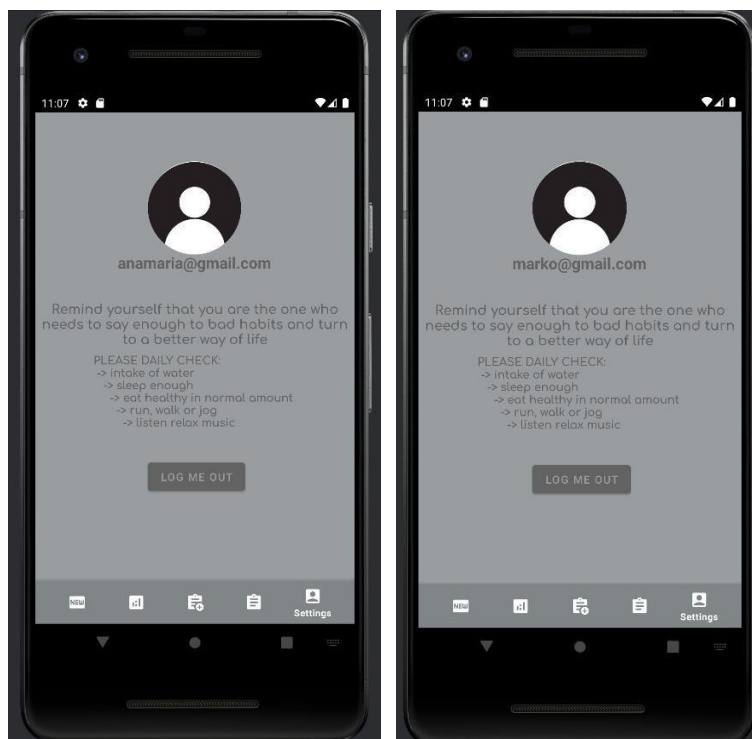 11:07
anamaria@gmail.com
Remind yourself that you are the one who
needs to say enough to bad habits and turn
to a better way of life
PLEASE DAILY CHECK:
-> intake of water
-> sleep enough
-> eat healthy in normal amount
-> run, walk or jog
-> listen relax music
LOG ME OUT
NEW
Settings
11:07
marko@gmail.com
Remind yourself that you are the one who
needs to say enough to bad habits and turn
to a better way of life
PLEASE DAILY CHECK:
-> intake of water
-> sleep enough
-> eat healthy in normal amount
-> run, walk or jog
-> listen relax music
LOG ME OUT
NEW
Settings